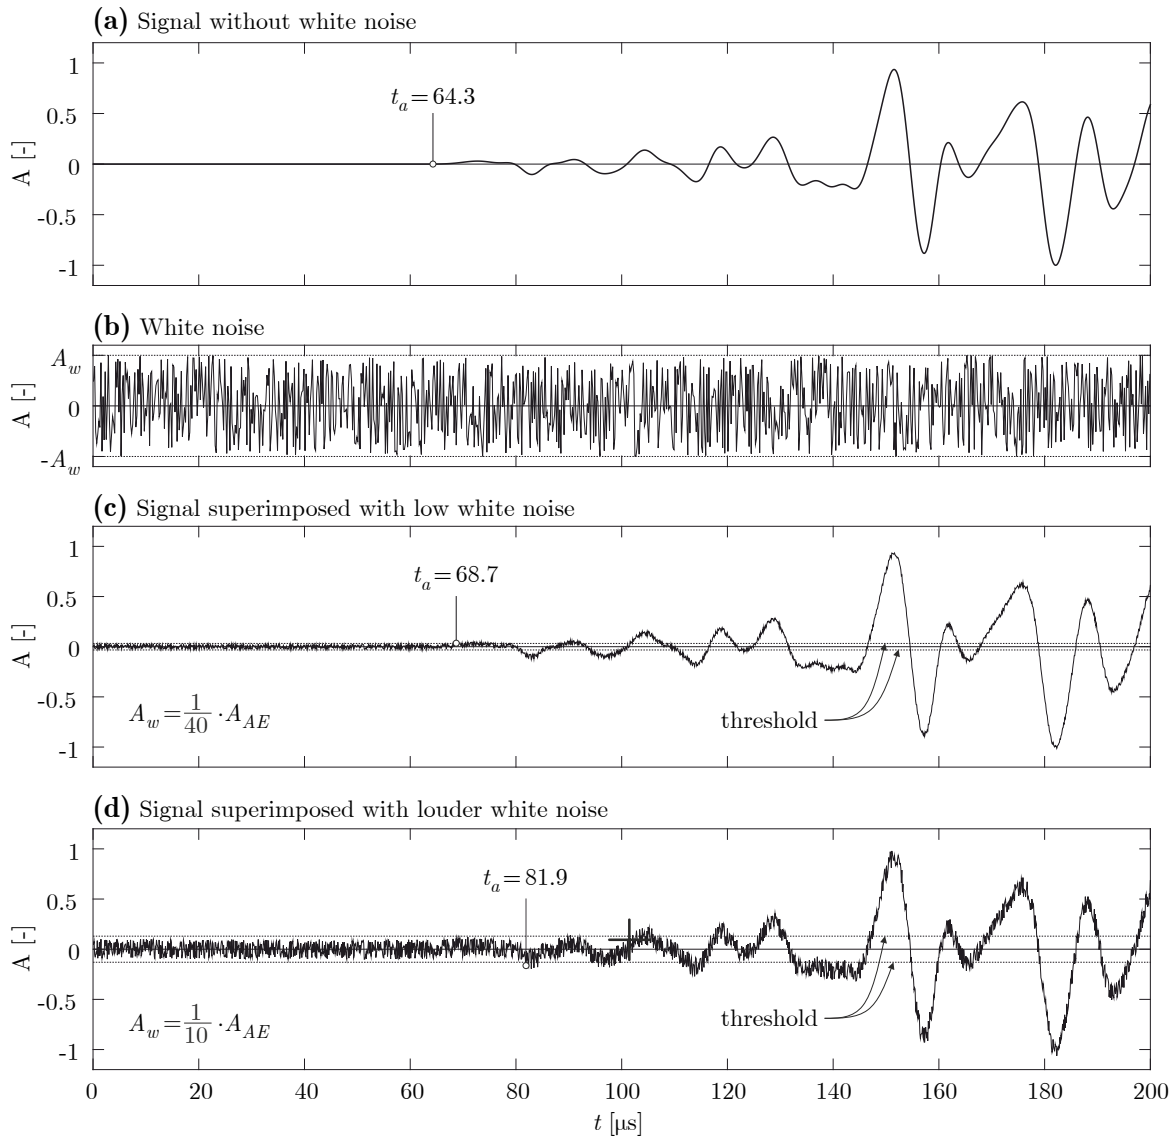 (a) Signal without white noise
1
t_a=64.3
0.5
A [-]
0
-0.5
-1
(b) White noise
A_w
A [-]
0
-A_w
(c) Signal superimposed with low white noise
1
t_a=68.7
0.5
A [-]
0
-0.5
A_w=1/40·A_AE
threshold
-1
(d) Signal superimposed with louder white noise
1
t_a=81.9
0.5
A [-]
0
-0.5
A_w=1/10·A_AE
threshold
-1
0 20 40 60 80 100 120 140 160 180 200
t [µs]